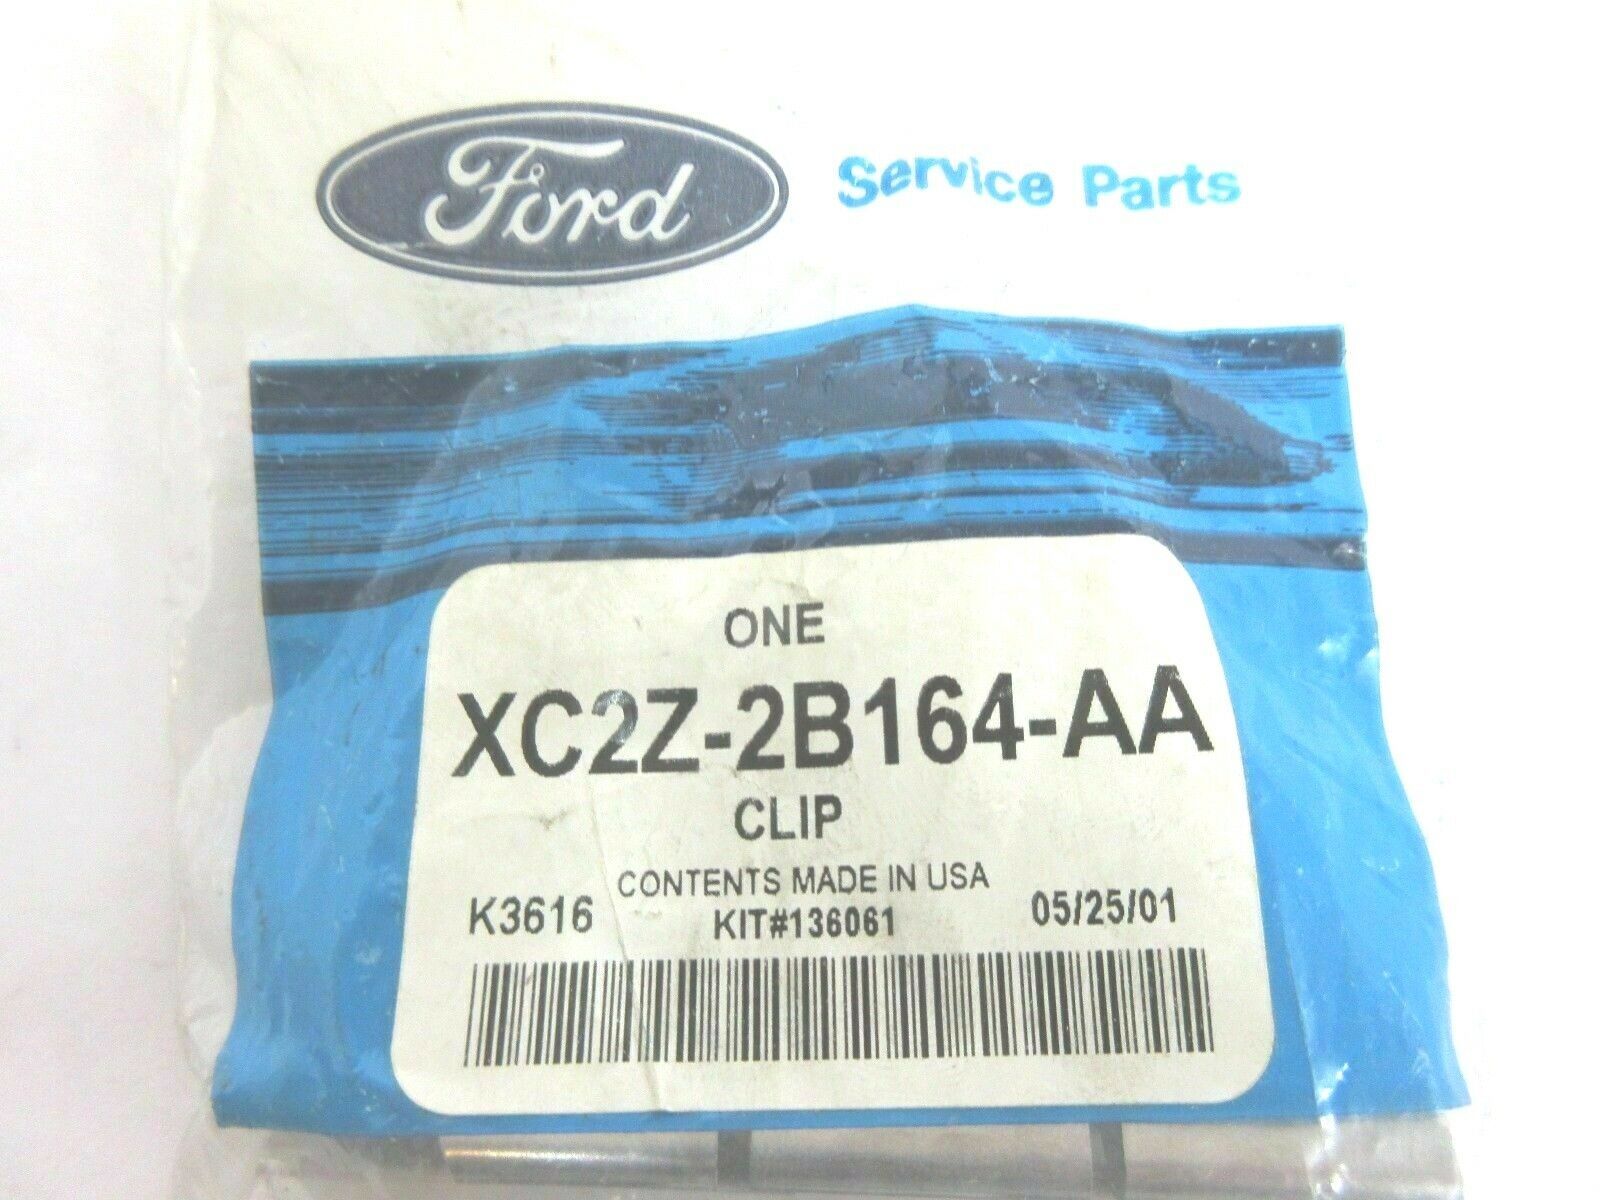 Ford Service Parts
ONE
XC2Z-2B164-AA
CLIP
CONTENTS MADE IN USA
K3616 KIT#136061 05/25/01